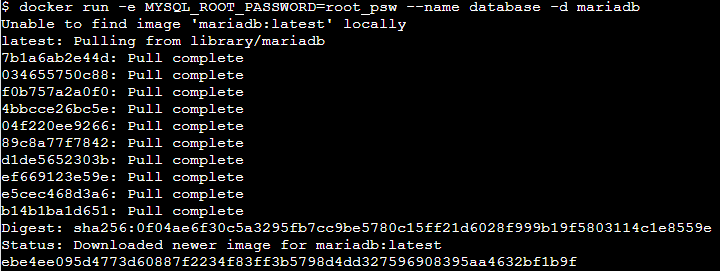 $ docker run -e MYSQL_ROOT_PASSWORD=root_psw --name database -d mariadb
Unable to find image 'mariadb:latest' locally
latest: Pulling from library/mariadb
7b1a6ab2e44d: Pull complete
034655750c88: Pull complete
f0b757a2a0f0: Pull complete
4bbcce26bc5e: Pull complete
04f220ee9266: Pull complete
89c8a77f7842: Pull complete
d1de5652303b: Pull complete
ef669123e59e: Pull complete
e5cec468d3a6: Pull complete
b14b1ba1d651: Pull complete
Digest: sha256:0f04ae6f30c5a3295fb7cc9be5780c15ff21d6028f999b19f5803114c1e8559e
Status: Downloaded newer image for mariadb:latest
ebe4ee095d4773d60887f2234f83ff3b5798d4dd327596908395aa4632bf1b9f